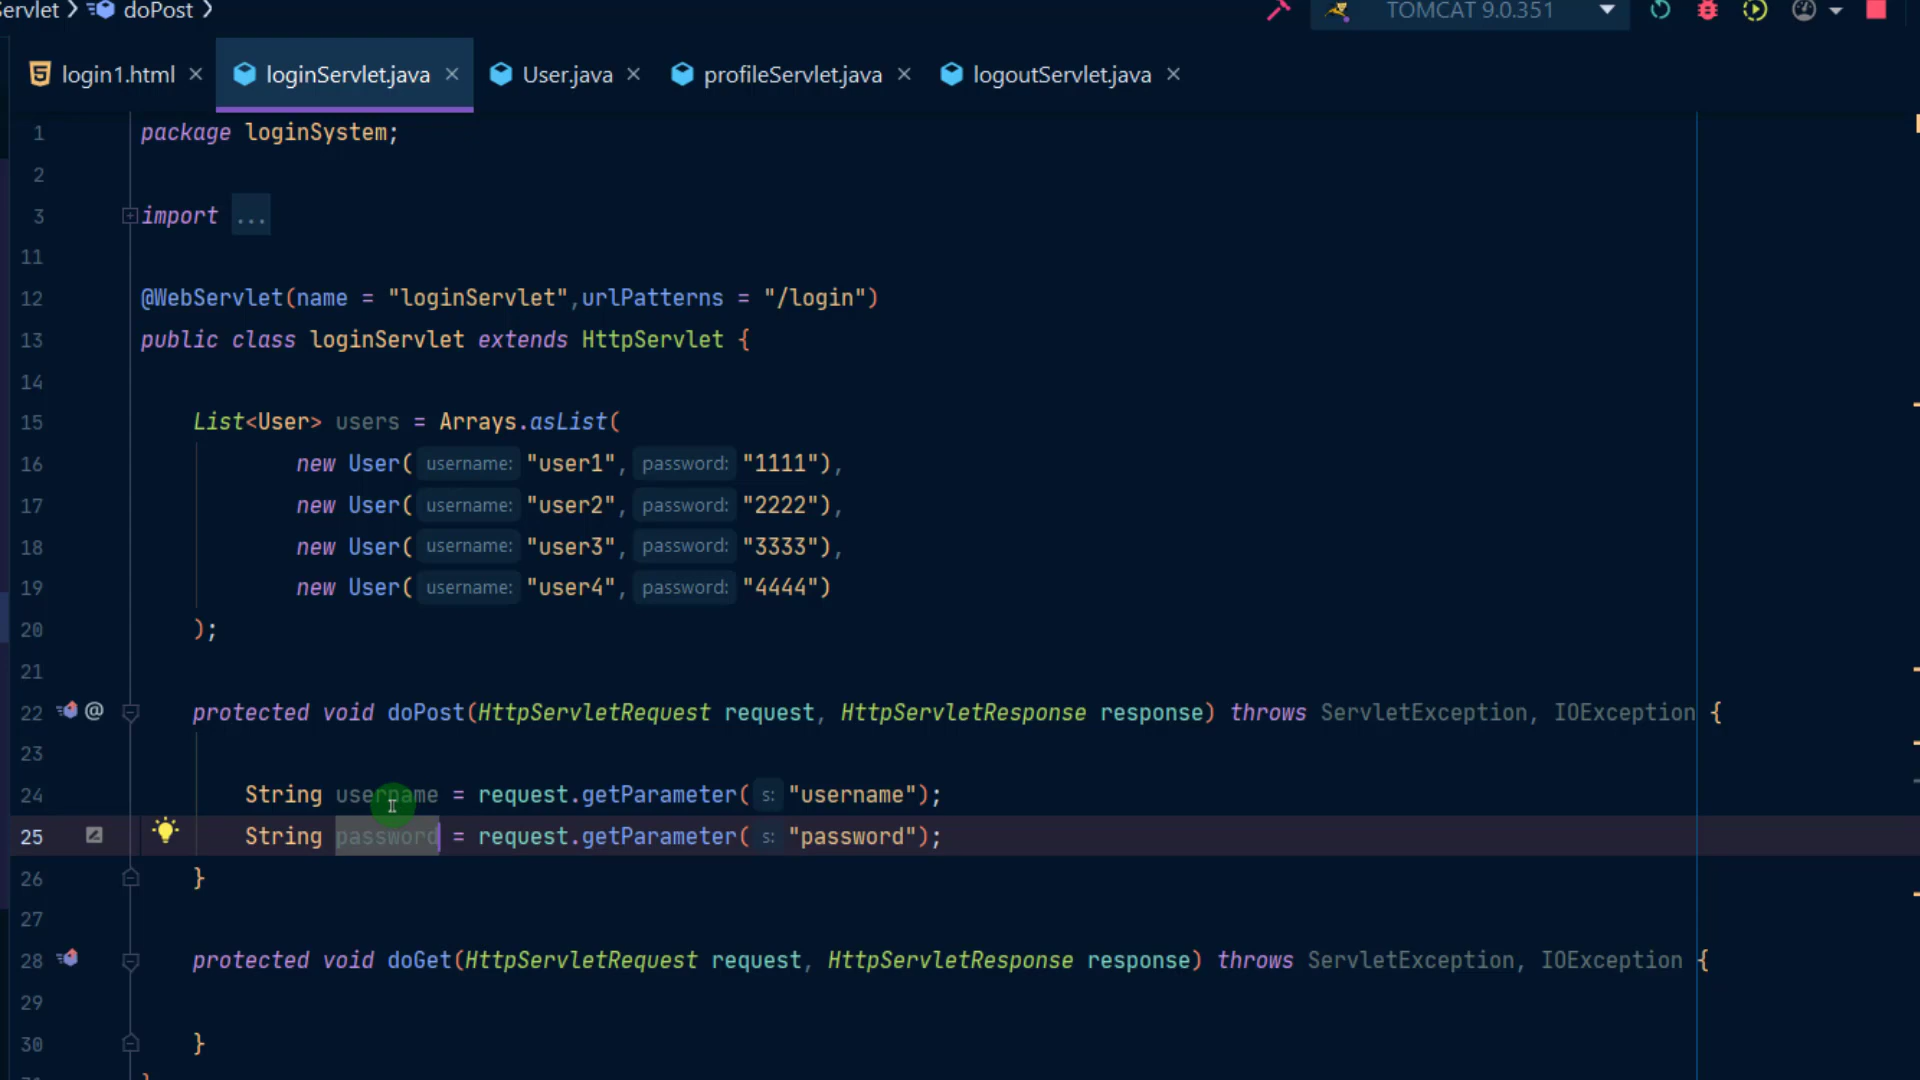 Servlet > doPost >
TOMCAT 9.0.351
login1.html × loginServlet.java × User.java × profileServlet.java × logoutServlet.java ×
1 package loginSystem;
2
3 import ...
11
12 @WebServlet(name = "loginServlet",urlPatterns = "/login")
13 public class loginServlet extends HttpServlet {
14
15 List<User> users = Arrays.asList(
16 new User( username: "user1", password: "1111"),
17 new User( username: "user2", password: "2222"),
18 new User( username: "user3", password: "3333"),
19 new User( username: "user4", password: "4444")
20 );
21
22 @ protected void doPost(HttpServletRequest request, HttpServletResponse response) throws ServletException, IOException {
23
24 String username = request.getParameter( s: "username");
25 String password = request.getParameter( s: "password");
26 }
27
28 protected void doGet(HttpServletRequest request, HttpServletResponse response) throws ServletException, IOException {
29
30 }